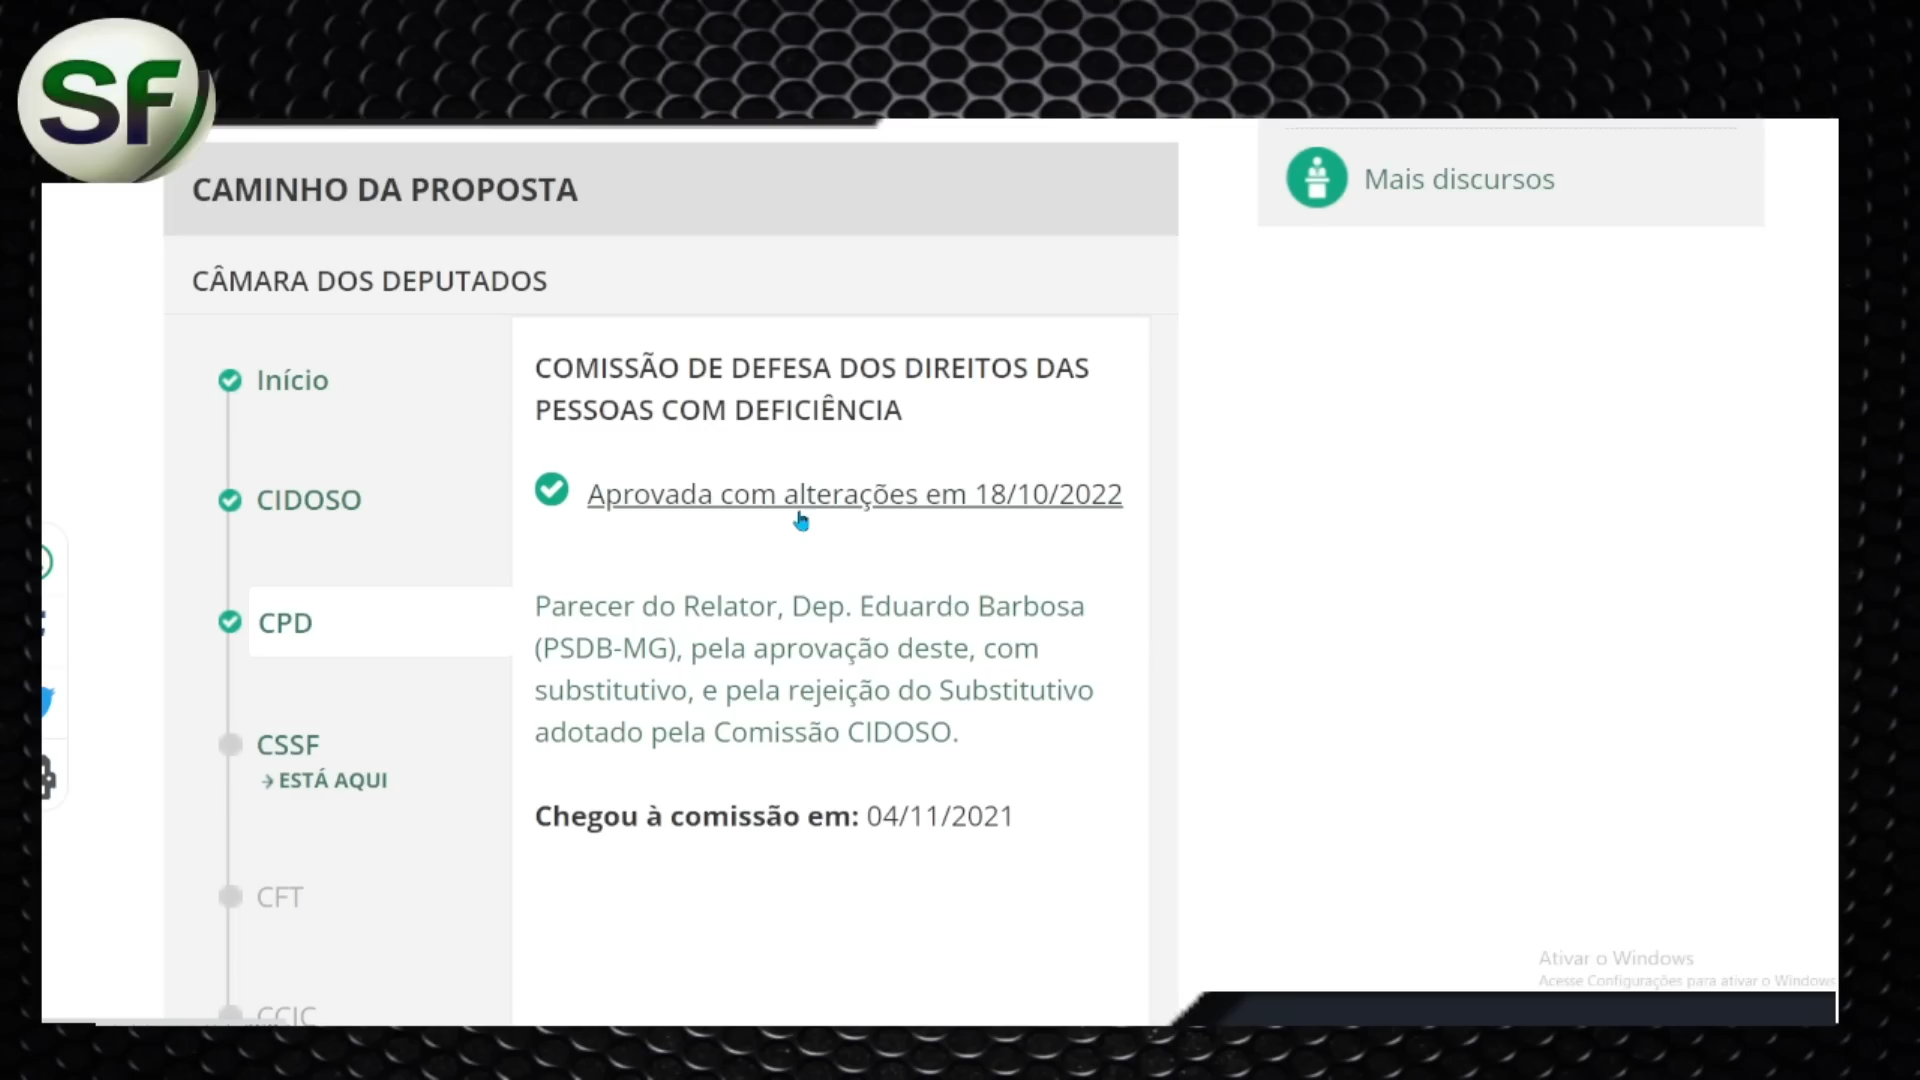 SF
CAMINHO DA PROPOSTA
CÂMARA DOS DEPUTADOS
Início
CIDOSO
CPD
CSSF
→ ESTÁ AQUI
CFT
COMISSÃO DE DEFESA DOS DIREITOS DAS
PESSOAS COM DEFICIÊNCIA
Aprovada com alterações em 18/10/2022
Parecer do Relator, Dep. Eduardo Barbosa
(PSDB-MG), pela aprovação deste, com
substitutivo, e pela rejeição do Substitutivo
adotado pela Comissão CIDOSO.
Chegou à comissão em: 04/11/2021
Mais discursos
Ativar o Windows
Acesse Configurações para ativar o Windows